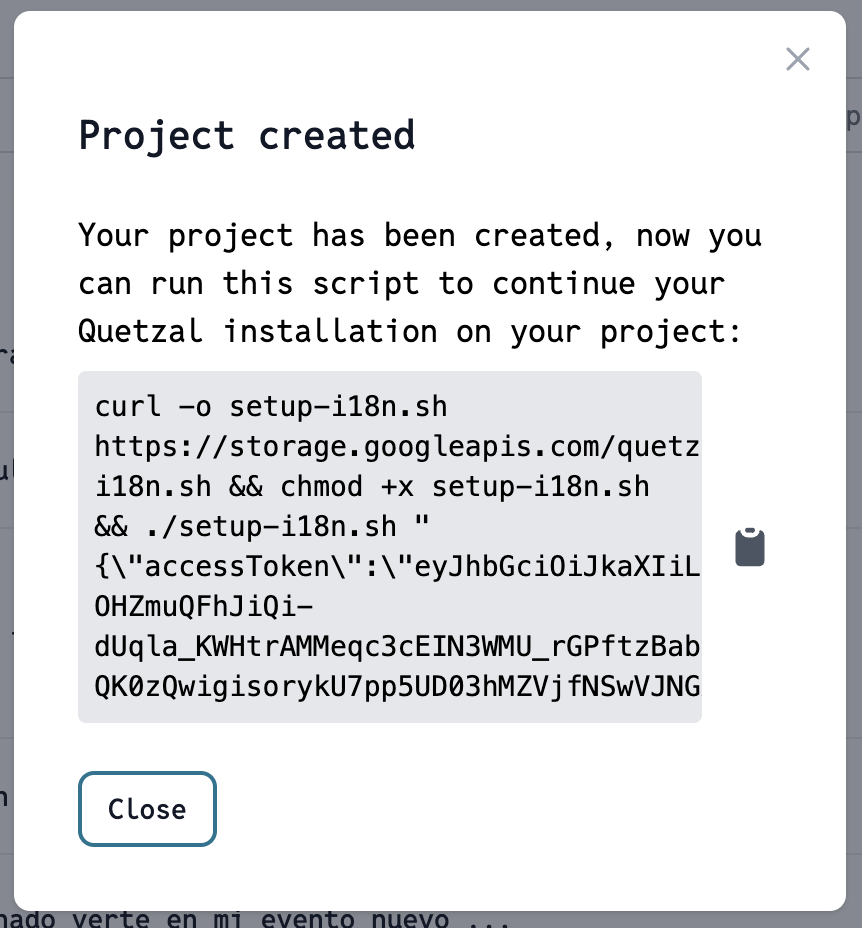 Project created
Your project has been created, now you
can run this script to continue your
Quetzal installation on your project:
curl -o setup-i18n.sh
https://storage.googleapis.com/quetz
i18n.sh && chmod +x setup-i18n.sh
&& ./setup-i18n.sh "
{\"accessToken\":\"eyJhbGciOiJkaXIiL
OHZmuQFhJiQi-
dUqla_KWHtrAMMeqc3cEIN3WMU_rGPftzBab
QK0zQwigisorykU7pp5UD03hMZVjfNSwVJNG
Close
verte en mi evento nuevo ...